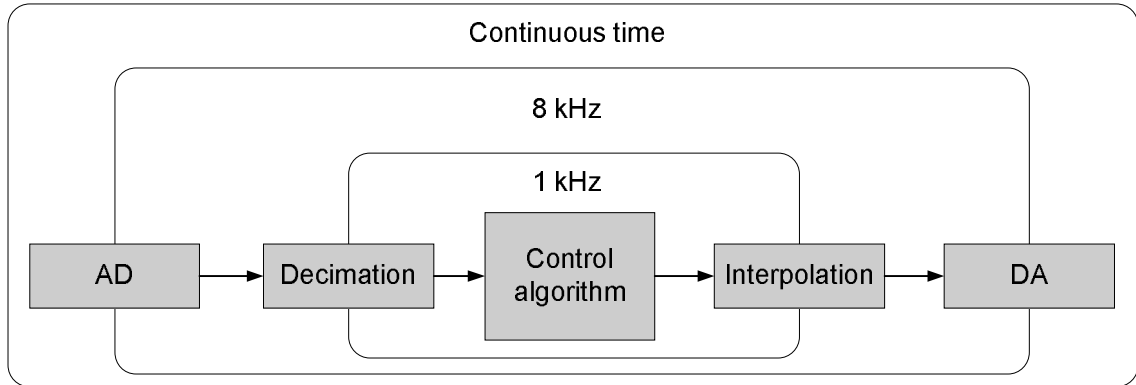 Continuous time
8 kHz
1 kHz
AD
Decimation
Control
algorithm
Interpolation
DA